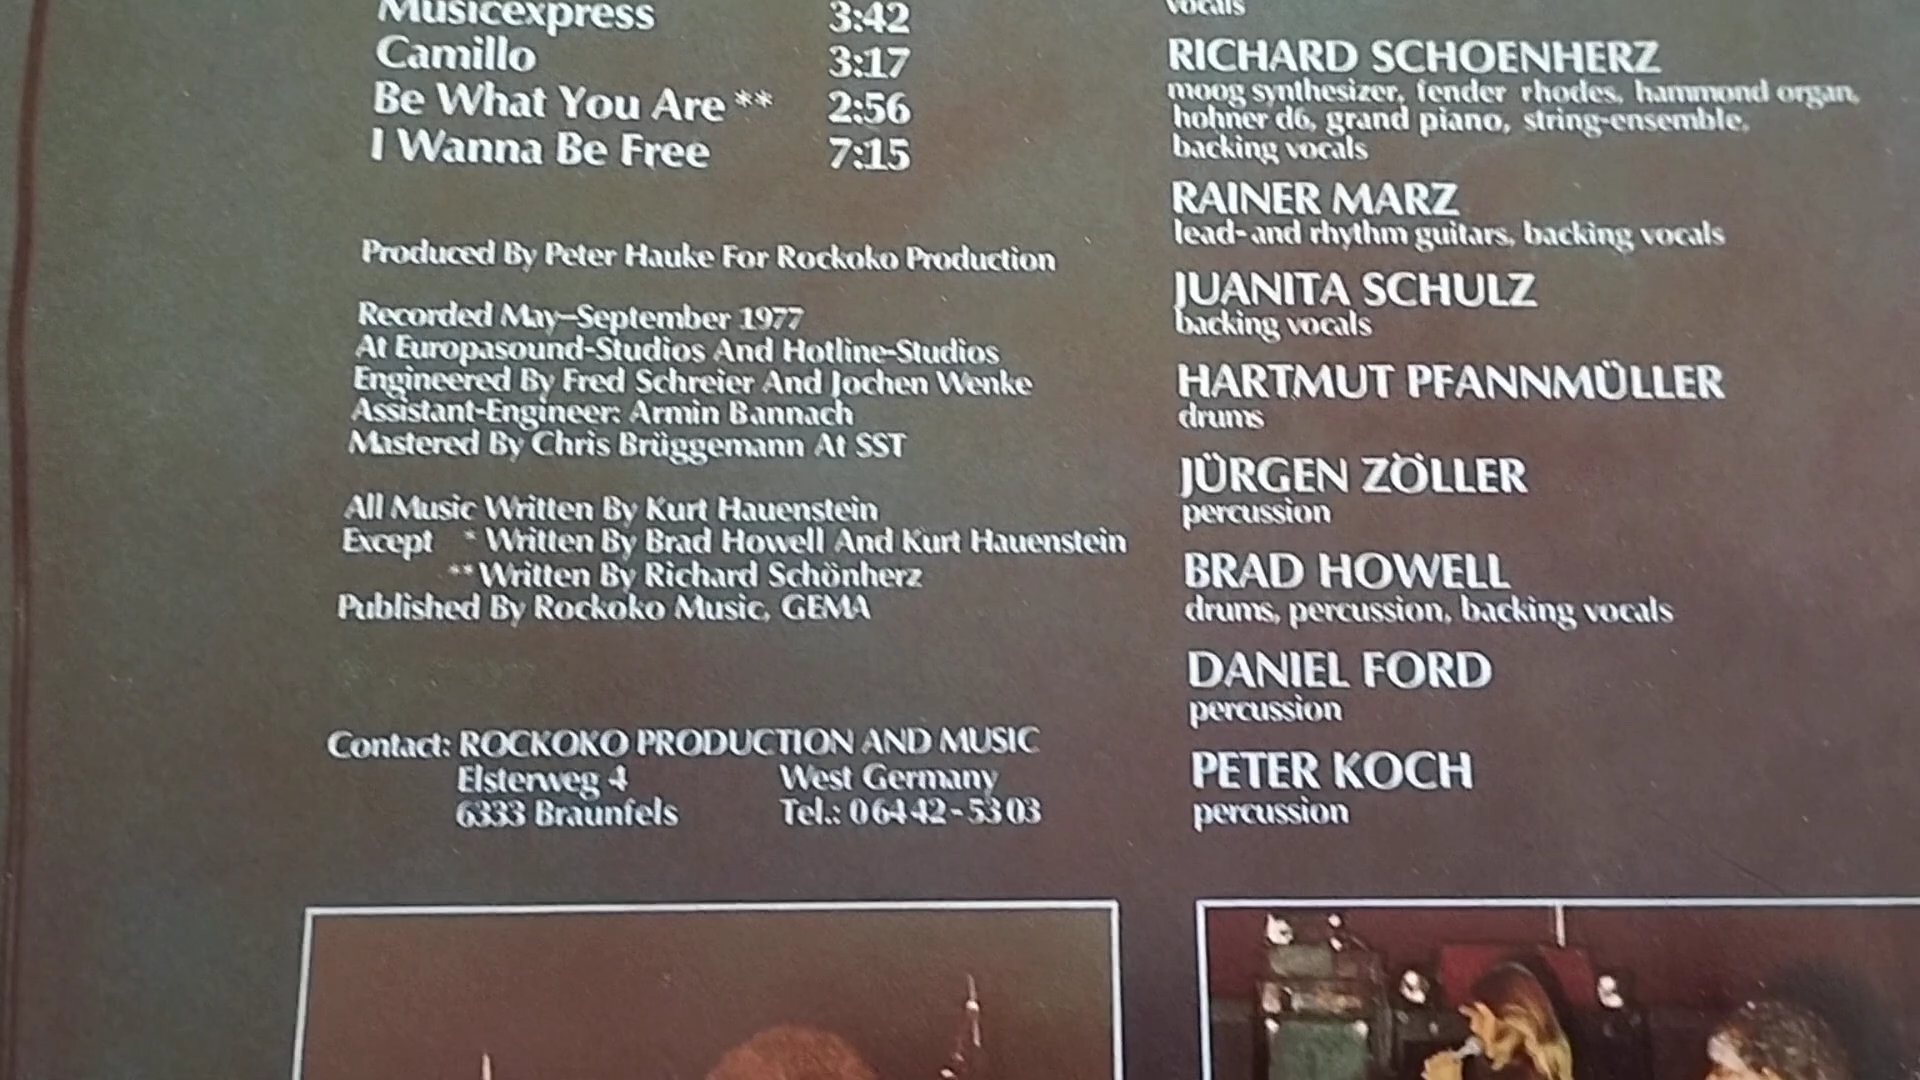 Musicexpress 3:42
Camillo 3:17
Be What You Are ** 2:56
I Wanna Be Free 7:15
Produced By Peter Hauke For Rockoko Production
Recorded May–September 1977
At Europasound-Studios And Hotline-Studios
Engineered By Fred Schreier And Jochen Wenke
Assistant-Engineer: Armin Bannach
Mastered By Chris Brüggemann At SST
All Music Written By Kurt Hauenstein
Except * Written By Brad Howell And Kurt Hauenstein
** Written By Richard Schönherz
Published By Rockoko Music, GEMA
Contact: ROCKOKO PRODUCTION AND MUSIC
Elsterweg 4 West Germany
6333 Braunfels Tel.: 06442-5303
vocals
RICHARD SCHOENHERZ
moog synthesizer, fender rhodes, hammond organ,
hohner d6, grand piano, string-ensemble,
backing vocals
RAINER MARZ
lead-and rhythm guitars, backing vocals
JUANITA SCHULZ
backing vocals
HARTMUT PFANNMÜLLER
drums
JÜRGEN ZÖLLER
percussion
BRAD HOWELL
drums, percussion, backing vocals
DANIEL FORD
percussion
PETER KOCH
percussion